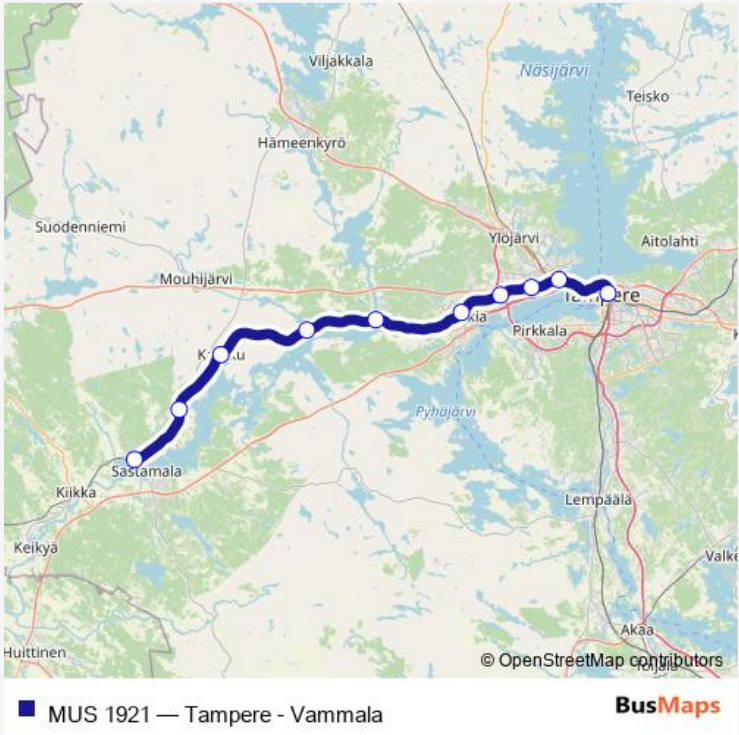 Viljakkala
Näsijärvi
Teisko
Hämeenkyrö
Suodenniemi
Ylöjärvi
Aitolahti
Mouhijärvi
Tampere
Pirkkala
Pyhäjärvi
Sastamala
Kiikka
Lempäälä
Keikyä
Valke
Akaa
Huittinen
© OpenStreetMap contributors
MUS 1921 — Tampere - Vammala
BusMaps